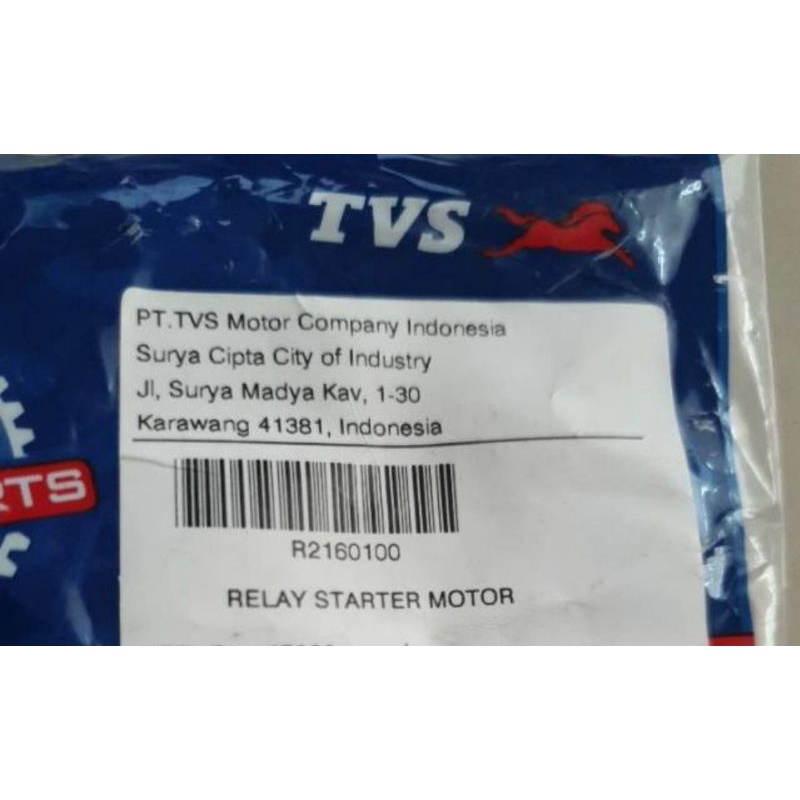 TVS
PT.TVS Motor Company Indonesia
Surya Cipta City of Industry
Jl, Surya Madya Kav, 1-30
Karawang 41381, Indonesia
RTS
R2160100
RELAY STARTER MOTOR